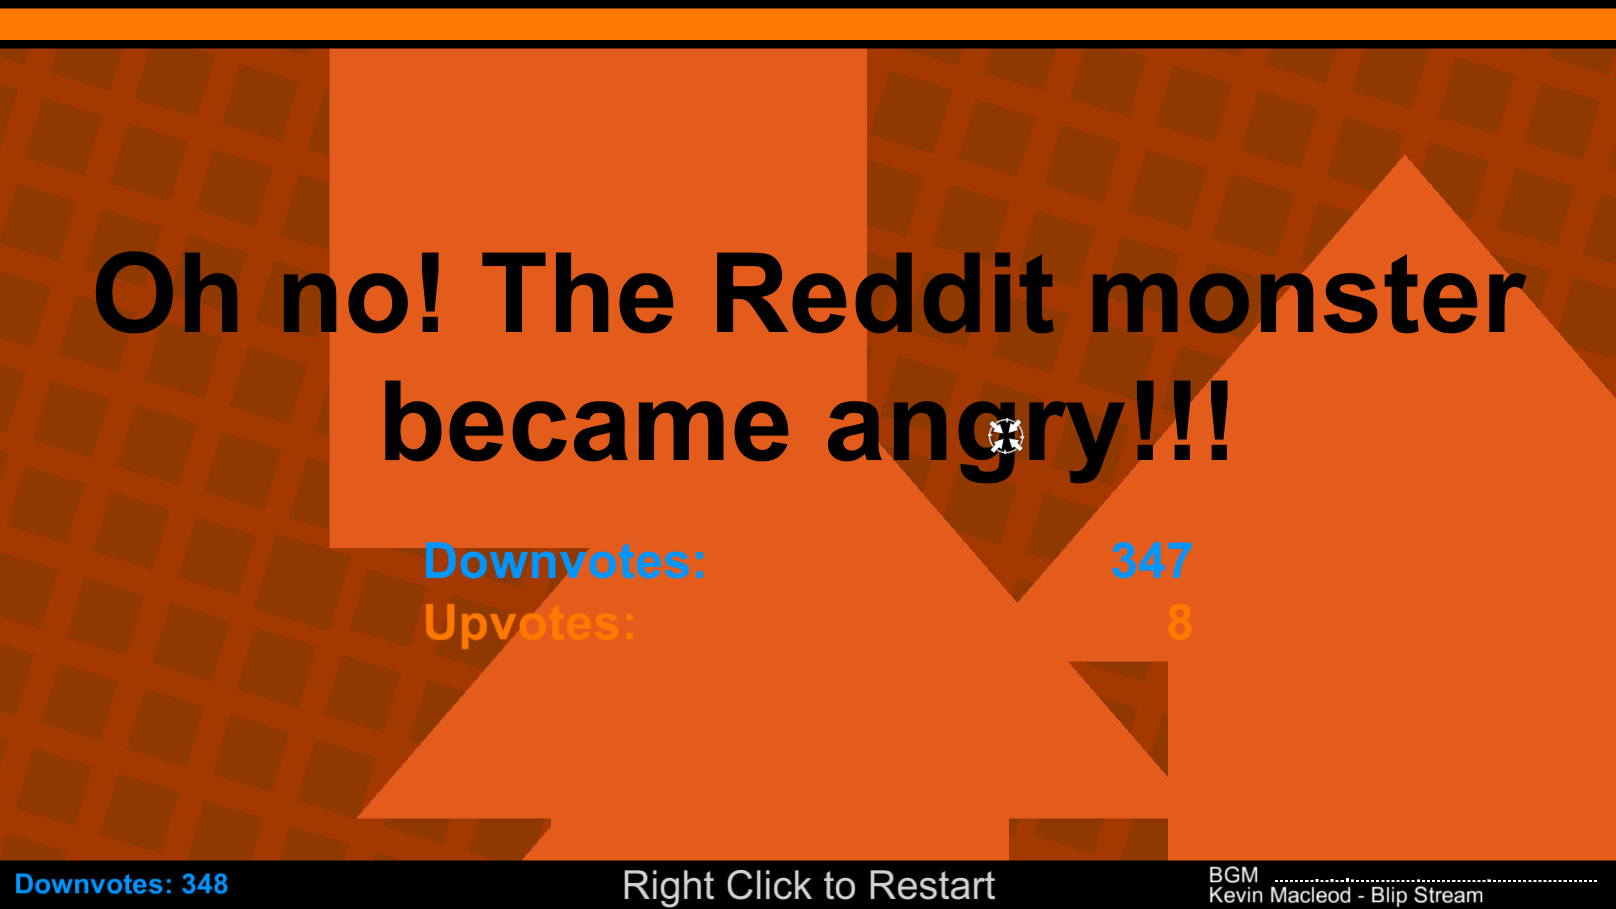 Oh no! The Reddit monster
became angry!!!
Downvotes: 347
Upvotes: 8
Downvotes: 348
Right Click to Restart
BGM
Kevin Macleod - Blip Stream